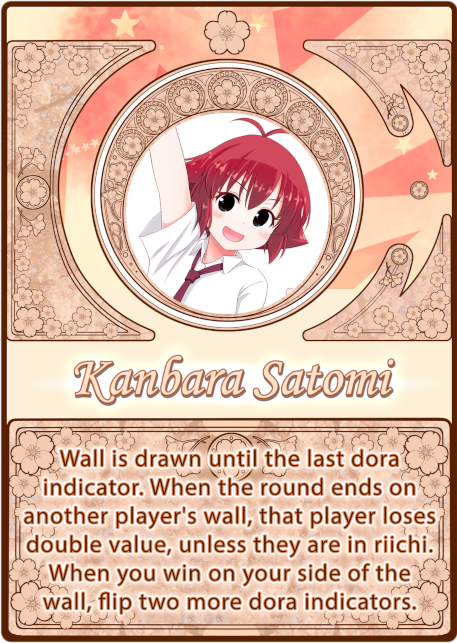 Kanbara Satomi
Wall is drawn until the last dora
indicator. When the round ends on
another player's wall, that player loses
double value, unless they are in riichi.
When you win on your side of the
wall, flip two more dora indicators.